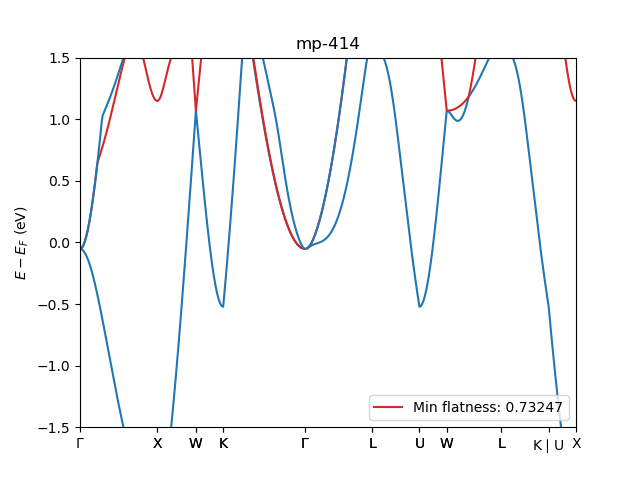 mp-414
E − E_F (eV)
1.5
1.0
0.5
0.0
−0.5
−1.0
−1.5
Min flatness: 0.73247
Γ X W K Γ L U W L K | U X